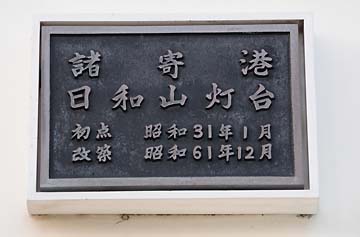 諸寄港
日和山灯台
初点 昭和31年1月
改築 昭和61年12月